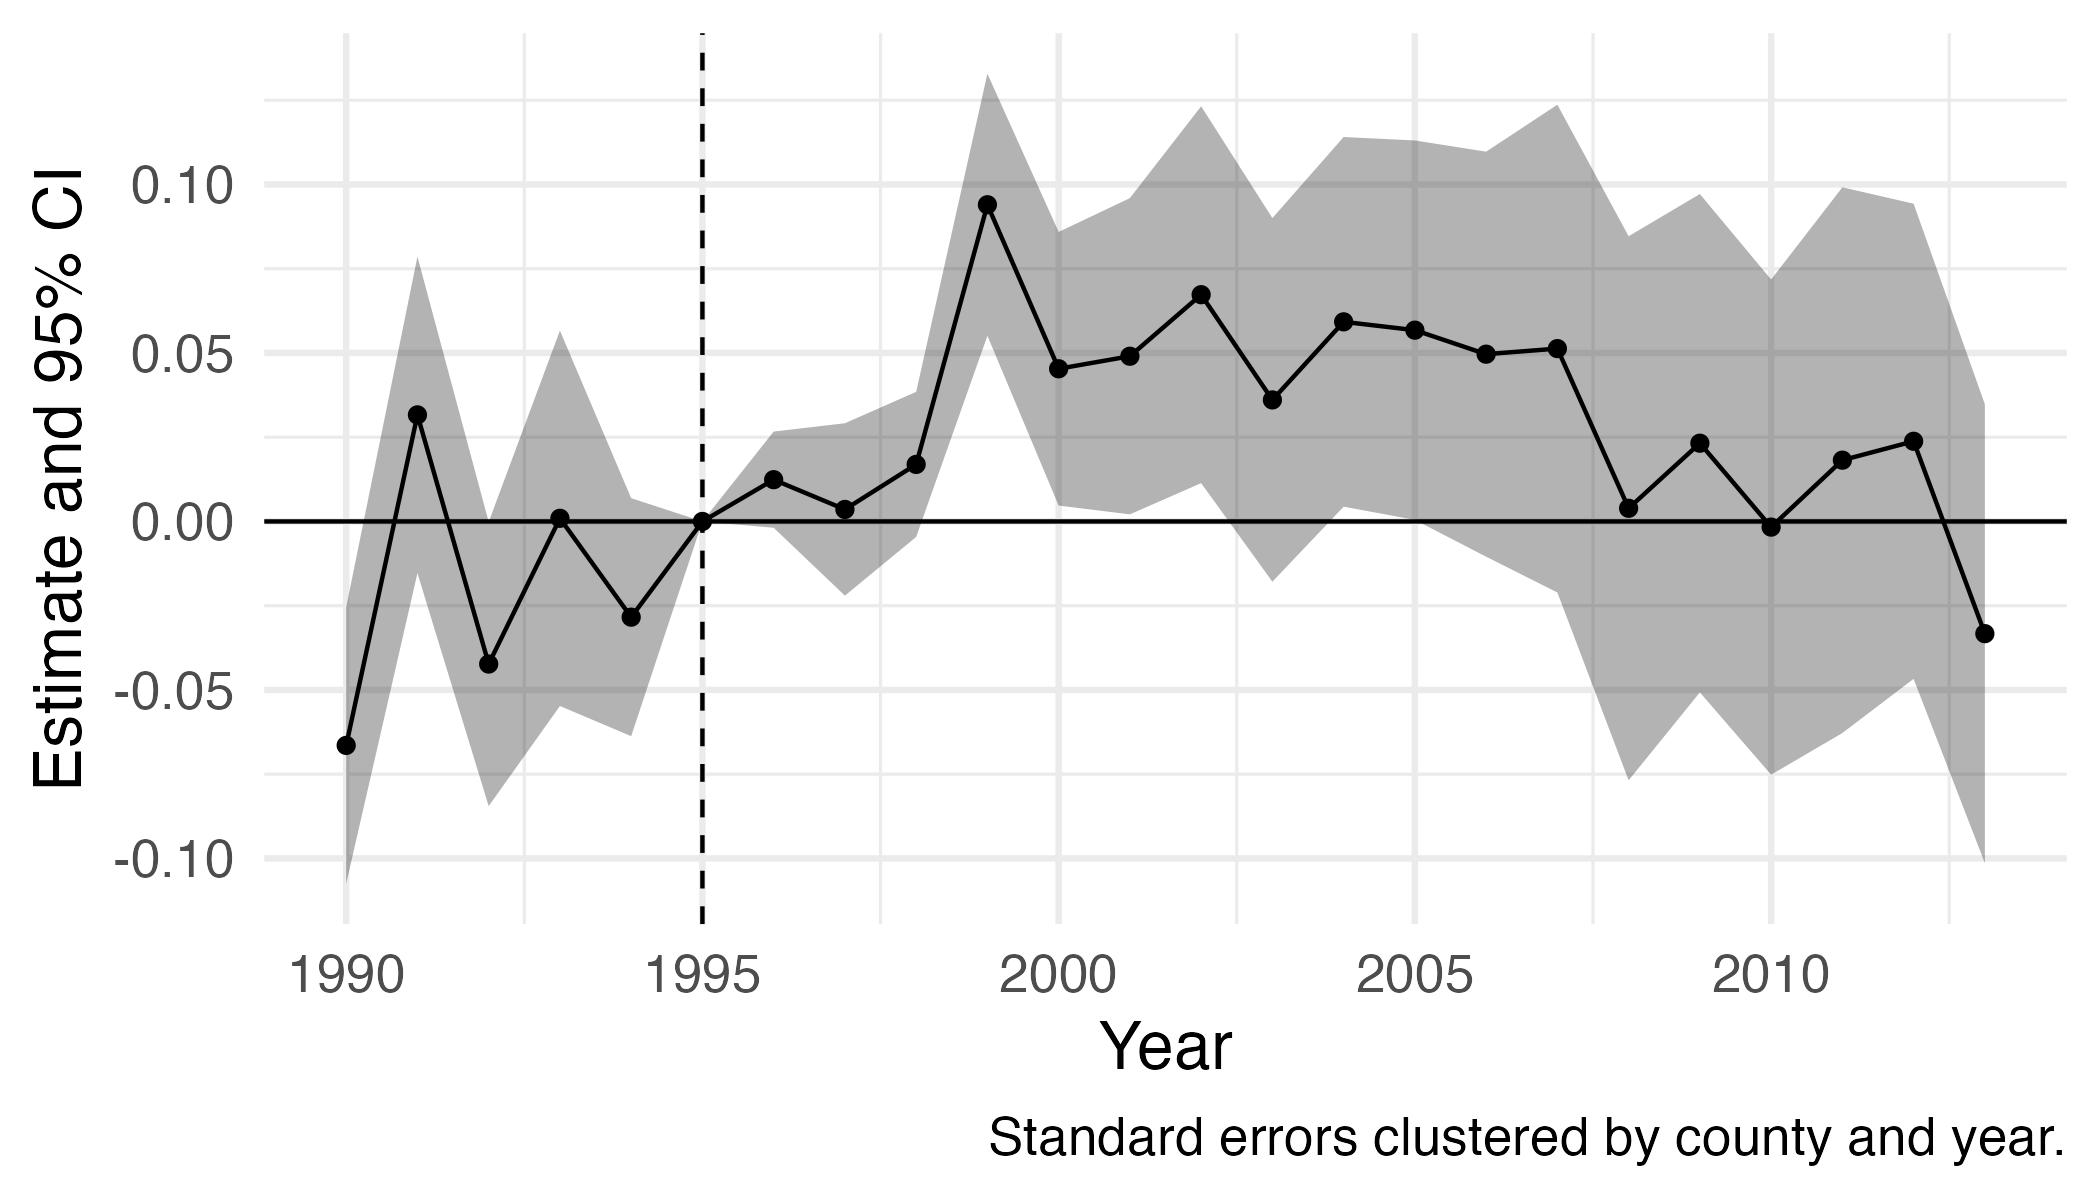 Estimate and 95% CI
0.10
0.05
0.00
-0.05
-0.10
1990 1995 2000 2005 2010
Year
Standard errors clustered by county and year.